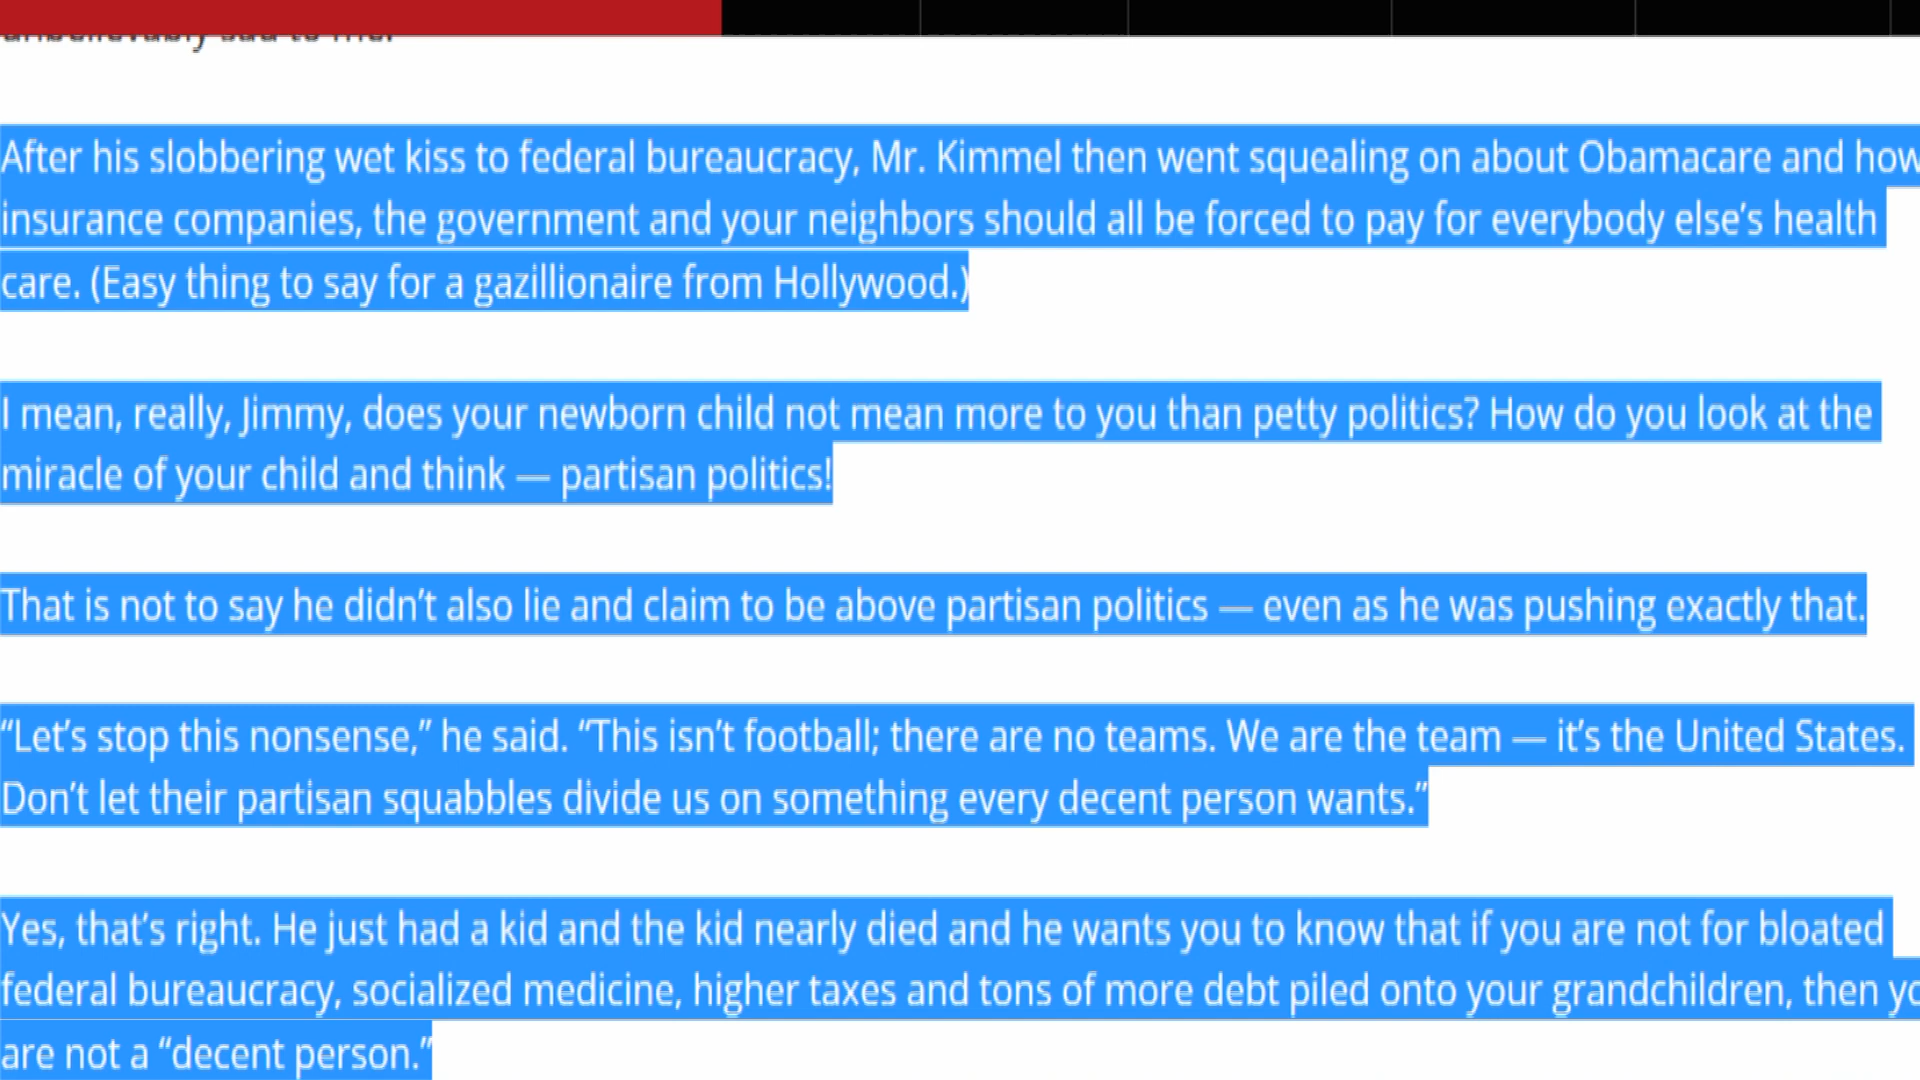 unbelievably sad to me.
After his slobbering wet kiss to federal bureaucracy, Mr. Kimmel then went squealing on about Obamacare and how
insurance companies, the government and your neighbors should all be forced to pay for everybody else’s health
care. (Easy thing to say for a gazillionaire from Hollywood.)
I mean, really, Jimmy, does your newborn child not mean more to you than petty politics? How do you look at the
miracle of your child and think — partisan politics!
That is not to say he didn’t also lie and claim to be above partisan politics — even as he was pushing exactly that.
“Let’s stop this nonsense,” he said. “This isn’t football; there are no teams. We are the team — it’s the United States.
Don’t let their partisan squabbles divide us on something every decent person wants.”
Yes, that’s right. He just had a kid and the kid nearly died and he wants you to know that if you are not for bloated
federal bureaucracy, socialized medicine, higher taxes and tons of more debt piled onto your grandchildren, then yo
are not a “decent person.”